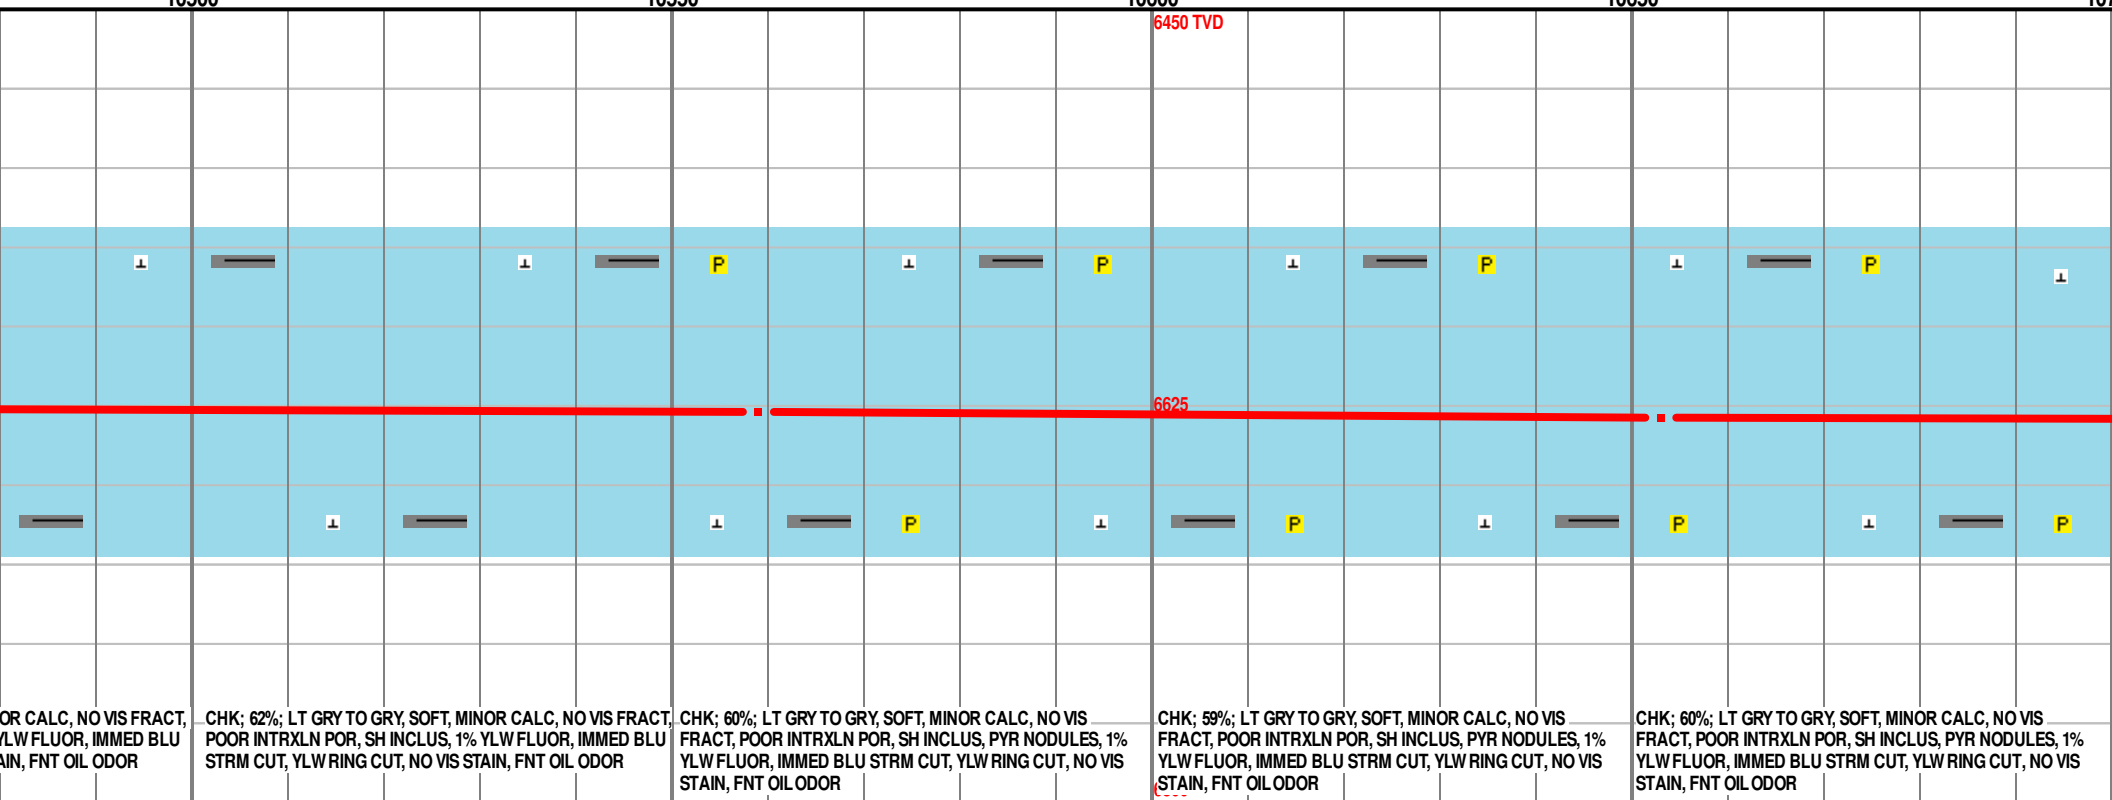 6450 TVD
P P P P
6625
P P P P
OR CALC, NO VIS FRACT,
YLW FLUOR, IMMED BLU
AIN, FNT OIL ODOR
CHK; 62%; LT GRY TO GRY, SOFT, MINOR CALC, NO VIS FRACT,
POOR INTRXLN POR, SH INCLUS, 1% YLW FLUOR, IMMED BLU
STRM CUT, YLW RING CUT, NO VIS STAIN, FNT OIL ODOR
CHK; 60%; LT GRY TO GRY, SOFT, MINOR CALC, NO VIS
FRACT, POOR INTRXLN POR, SH INCLUS, PYR NODULES, 1%
YLW FLUOR, IMMED BLU STRM CUT, YLW RING CUT, NO VIS
STAIN, FNT OIL ODOR
CHK; 59%; LT GRY TO GRY, SOFT, MINOR CALC, NO VIS
FRACT, POOR INTRXLN POR, SH INCLUS, PYR NODULES, 1%
YLW FLUOR, IMMED BLU STRM CUT, YLW RING CUT, NO VIS
STAIN, FNT OIL ODOR
CHK; 60%; LT GRY TO GRY, SOFT, MINOR CALC, NO VIS
FRACT, POOR INTRXLN POR, SH INCLUS, PYR NODULES, 1%
YLW FLUOR, IMMED BLU STRM CUT, YLW RING CUT, NO VIS
STAIN, FNT OIL ODOR